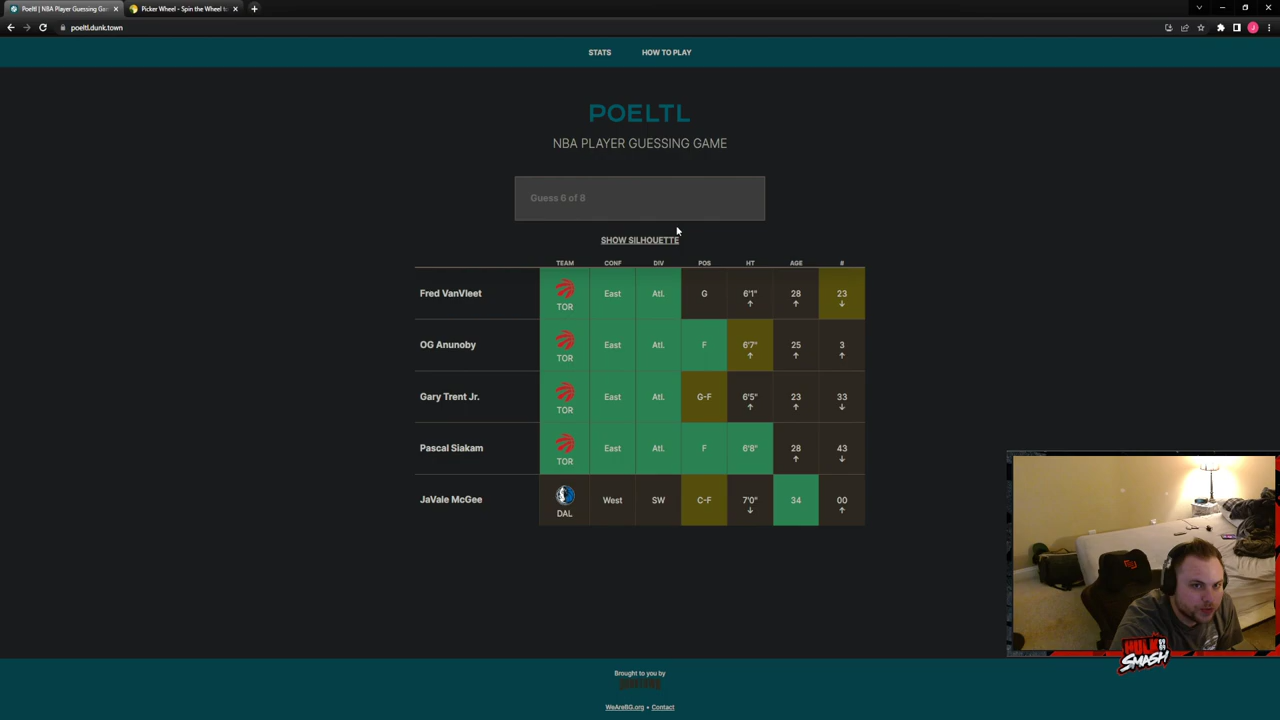 Poeltl | NBA Player Guessing Ga
Picker Wheel - Spin the Wheel t
poeltl.dunk.town
J
STATS
HOW TO PLAY
POELTL
NBA PLAYER GUESSING GAME
Guess 6 of 8
SHOW SILHOUETTE
TEAM CONF DIV POS HT AGE #
Fred VanVleet TOR East Atl. G 6'1" ↑ 28 ↑ 23 ↓
OG Anunoby TOR East Atl. F 6'7" ↑ 25 ↑ 3 ↑
Gary Trent Jr. TOR East Atl. G-F 6'5" ↑ 23 ↑ 33 ↓
Pascal Siakam TOR East Atl. F 6'8" 28 ↑ 43 ↓
JaVale McGee DAL West SW C-F 7'0" ↓ 34 00 ↑
HULK
SMASH
Brought to you by
WeAreBG.org • Contact